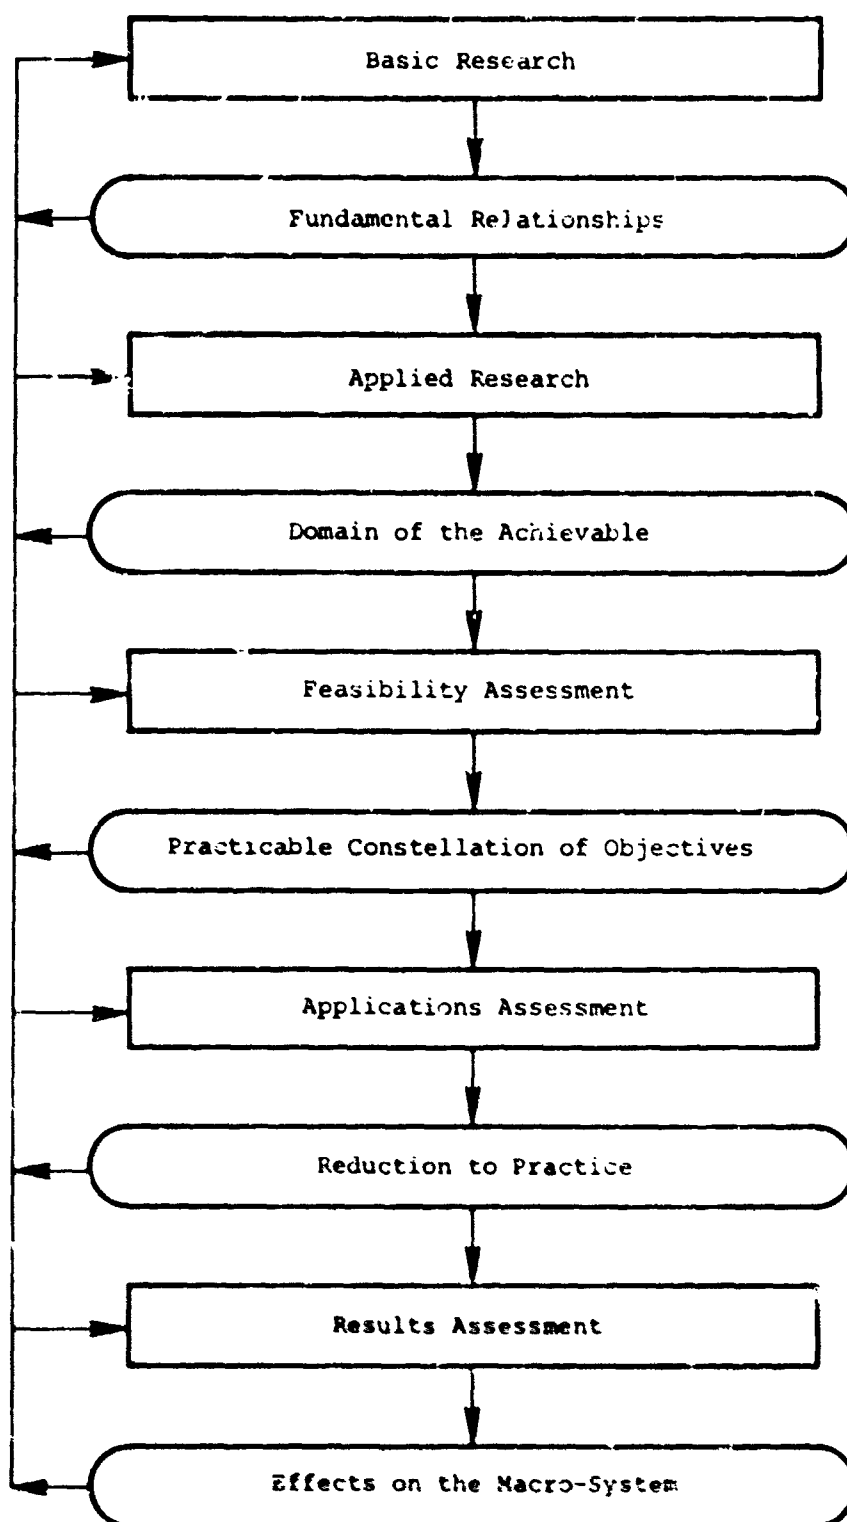 Basic Research
Fundamental Relationships
Applied Research
Domain of the Achievable
Feasibility Assessment
Practicable Constellation of Objectives
Applications Assessment
Reduction to Practice
Results Assessment
Effects on the Macro-System